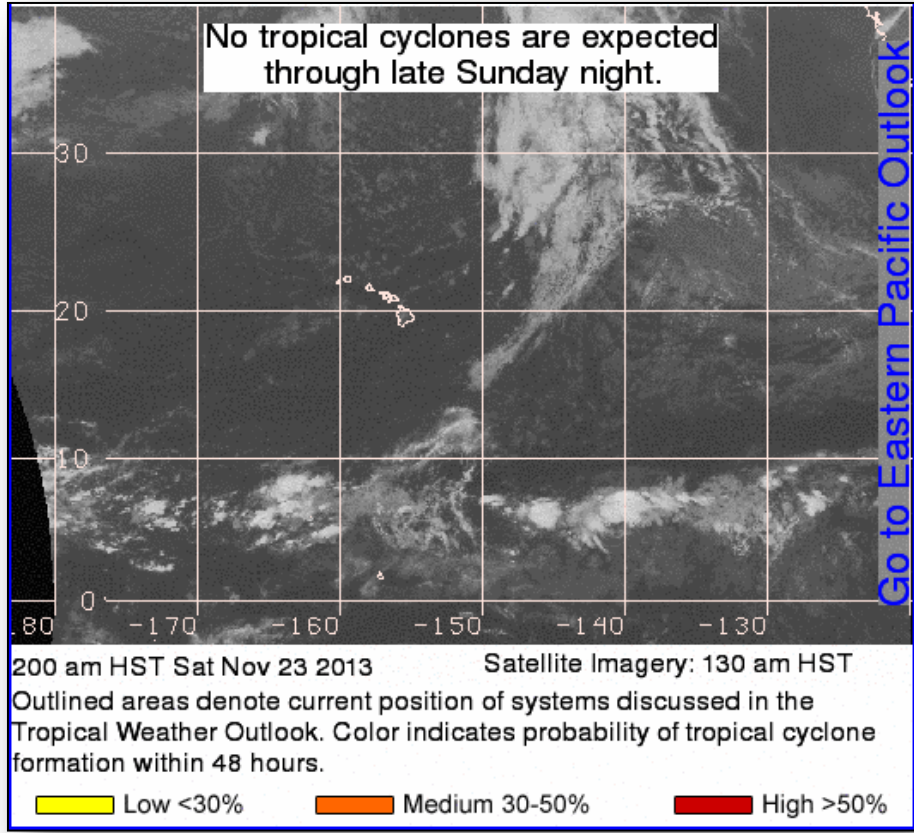 No tropical cyclones are expected
through late Sunday night.
Go to Eastern Pacific Outlook
30
20
10
0
180 -170 -160 -150 -140 -130
200 am HST Sat Nov 23 2013 Satellite Imagery: 130 am HST
Outlined areas denote current position of systems discussed in the
Tropical Weather Outlook. Color indicates probability of tropical cyclone
formation within 48 hours.
Low <30% Medium 30-50% High >50%